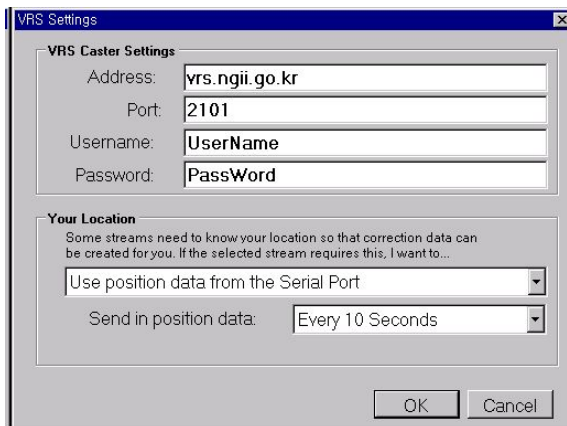 VRS Settings
VRS Caster Settings
Address: vrs.ngii.go.kr
Port: 2101
Username: UserName
Password: PassWord
Your Location
Some streams need to know your location so that correction data can
be created for you. If the selected stream requires this, I want to...
Use position data from the Serial Port
Send in position data: Every 10 Seconds
OK Cancel